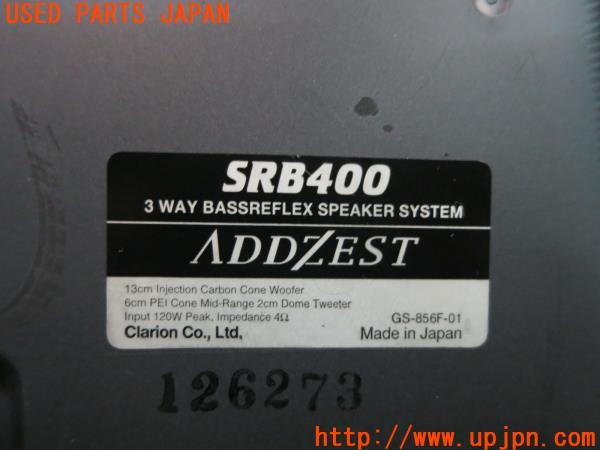 USED PARTS JAPAN
SRB400
3 WAY BASSREFLEX SPEAKER SYSTEM
ADDZEST
13cm Injection Carbon Cone Woofer
6cm PEI Cone Mid-Range 2cm Dome Tweeter
Input 120W Peak, Impedance 4Ω
GS-856F-01
Clarion Co., Ltd.
Made in Japan
126273
http://www.upjpn.com/